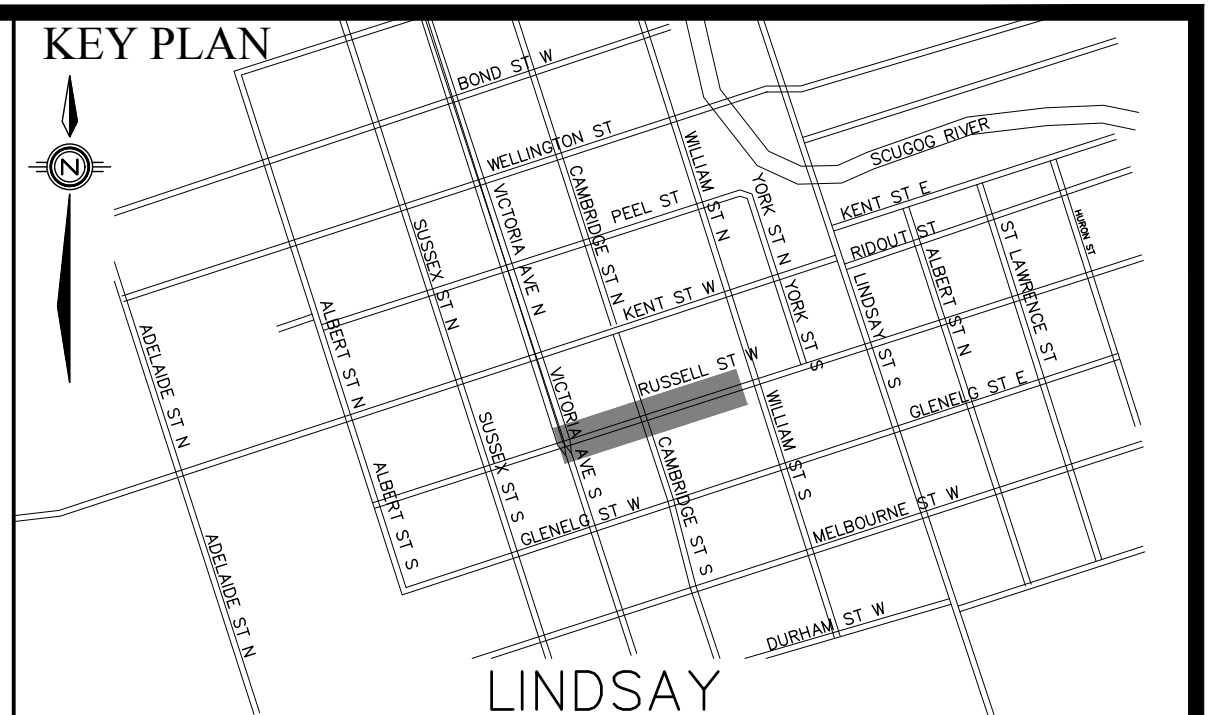 KEY PLAN
N
BOND ST W
WELLINGTON ST
SCUGOG RIVER
WILLIAM ST N
CAMBRIDGE ST N
VICTORIA AVE N
PEEL ST
YORK ST N
KENT ST E
SUSSEX ST N
RIDOUT ST
HURON ST
ST LAWRENCE ST
ALBERT ST N
LINDSAY ST S
YORK ST S
KENT ST W
ALBERT ST N
ADELAIDE ST N
RUSSELL ST W
VICTORIA AVE S
GLENELG ST E
WILLIAM ST S
SUSSEX ST S
CAMBRIDGE ST S
ALBERT ST S
GLENELG ST W
MELBOURNE ST W
ADELAIDE ST N
DURHAM ST W
LINDSAY